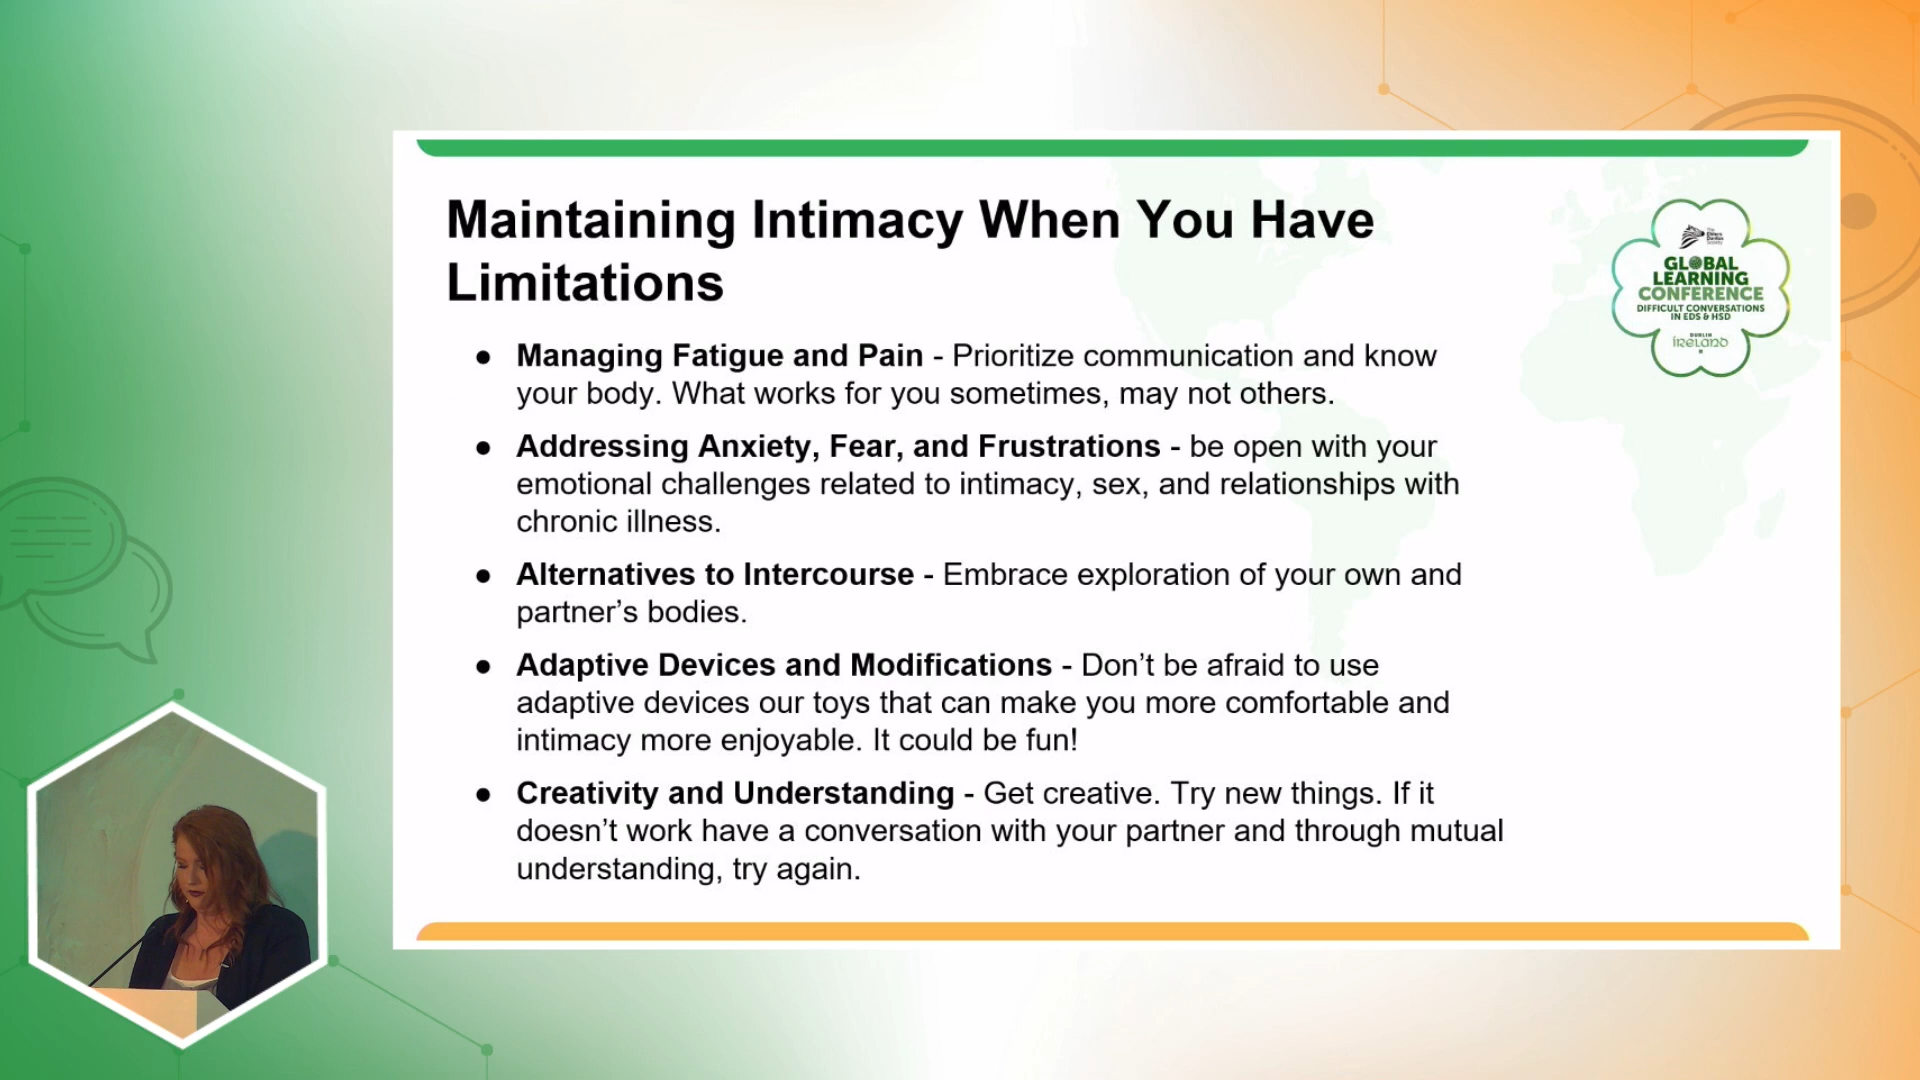 Maintaining Intimacy When You Have
Limitations
● Managing Fatigue and Pain - Prioritize communication and know
your body. What works for you sometimes, may not others.
● Addressing Anxiety, Fear, and Frustrations - be open with your
emotional challenges related to intimacy, sex, and relationships with
chronic illness.
● Alternatives to Intercourse - Embrace exploration of your own and
partner’s bodies.
● Adaptive Devices and Modifications - Don’t be afraid to use
adaptive devices our toys that can make you more comfortable and
intimacy more enjoyable. It could be fun!
● Creativity and Understanding - Get creative. Try new things. If it
doesn’t work have a conversation with your partner and through mutual
understanding, try again.
The
Ehlers
Danlos
Society
GLOBAL
LEARNING
CONFERENCE
DIFFICULT CONVERSATIONS
IN EDS & HSD
DUBLIN
IRELAND